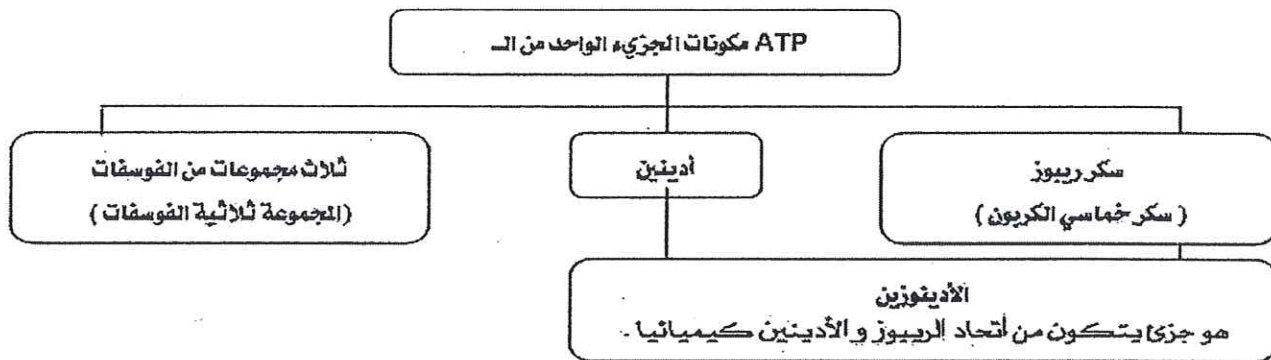 مكونات الجزيء الواحد من الـ ATP
سكر ريبوز
( سكر خماسي الكربون )
أدينين
ثلاث مجموعات من الفوسفات
(المجموعة ثلاثية الفوسفات )
الأدينوزين
هو جزئ يتكون من أتحاد الريبوز و الأدينين كيميائيا .